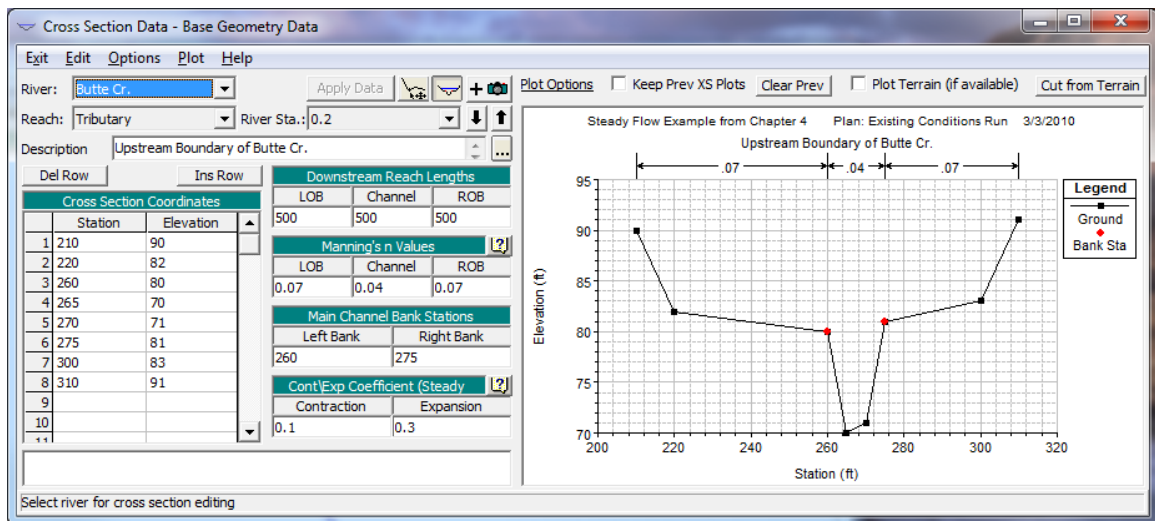 Cross Section Data - Base Geometry Data
Exit Edit Options Plot Help
River: Butte Cr. Apply Data
Reach: Tributary River Sta.: 0.2
Description Upstream Boundary of Butte Cr. ...
Del Row Ins Row
Cross Section Coordinates
Station Elevation
1 210 90
2 220 82
3 260 80
4 265 70
5 270 71
6 275 81
7 300 83
8 310 91
9
10
11
Downstream Reach Lengths
LOB Channel ROB
500 500 500
Manning's n Values
LOB Channel ROB
0.07 0.04 0.07
Main Channel Bank Stations
Left Bank Right Bank
260 275
Cont\Exp Coefficient (Steady
Contraction Expansion
0.1 0.3
Plot Options Keep Prev XS Plots Clear Prev Plot Terrain (if available) Cut from Terrain
Steady Flow Example from Chapter 4 Plan: Existing Conditions Run 3/3/2010
Upstream Boundary of Butte Cr.
.07 .04 .07
95
90
85
80
75
70
Elevation (ft)
200 220 240 260 280 300 320
Station (ft)
Legend
Ground
Bank Sta
Select river for cross section editing